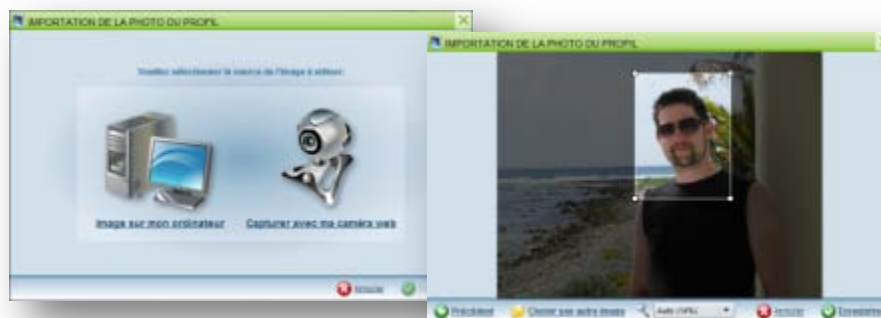 IMPORTATION DE LA PHOTO DU PROFIL
Veuillez sélectionner la source de l'image à utiliser
Image sur mon ordinateur
Capturer avec ma caméra web
Annuler
IMPORTATION DE LA PHOTO DU PROFIL
Précédent
Choisir une autre image
Auto
Annuler
Enregistrer